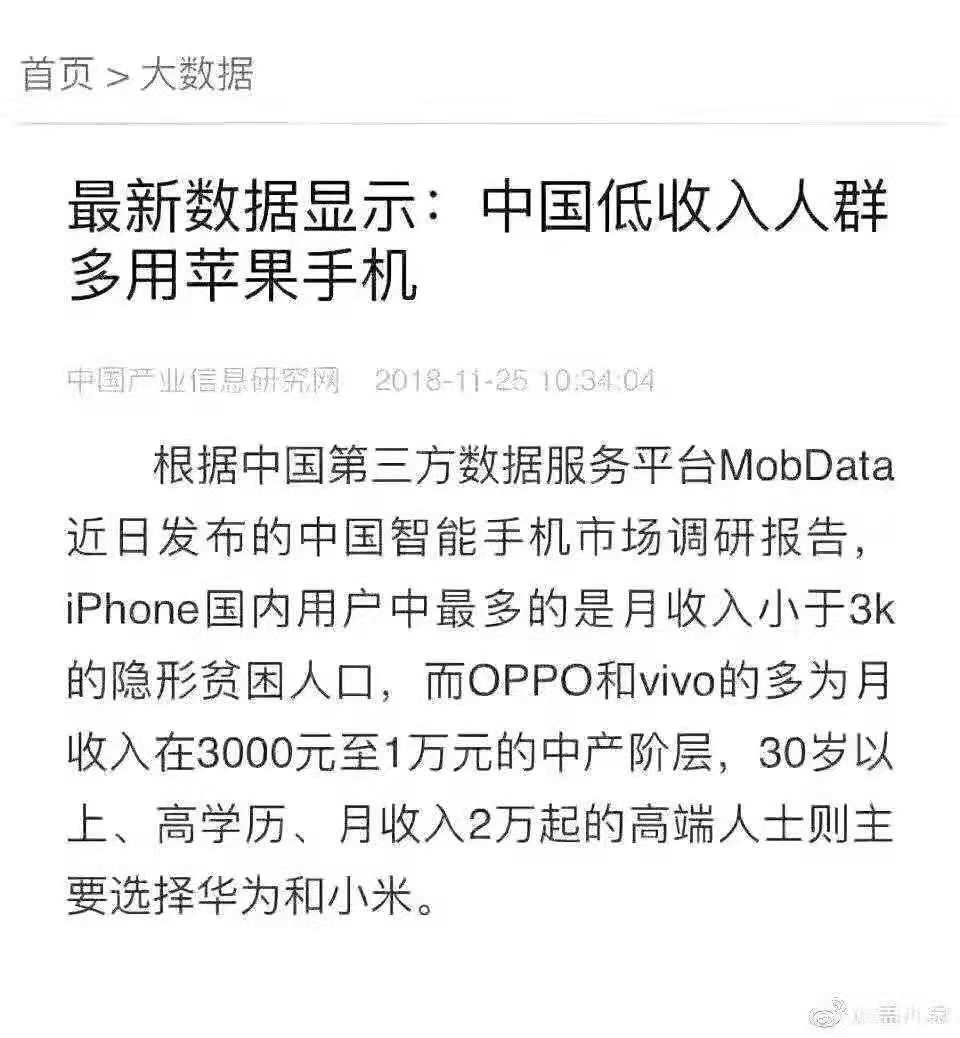 首页 > 大数据
最新数据显示：中国低收入人群
多用苹果手机
中国产业信息研究网 2018-11-25 10:34:04
根据中国第三方数据服务平台MobData
近日发布的中国智能手机市场调研报告，
iPhone国内用户中最多的是月收入小于3k
的隐形贫困人口，而OPPO和vivo的多为月
收入在3000元至1万元的中产阶层，30岁以
上、高学历、月收入2万起的高端人士则主
要选择华为和小米。